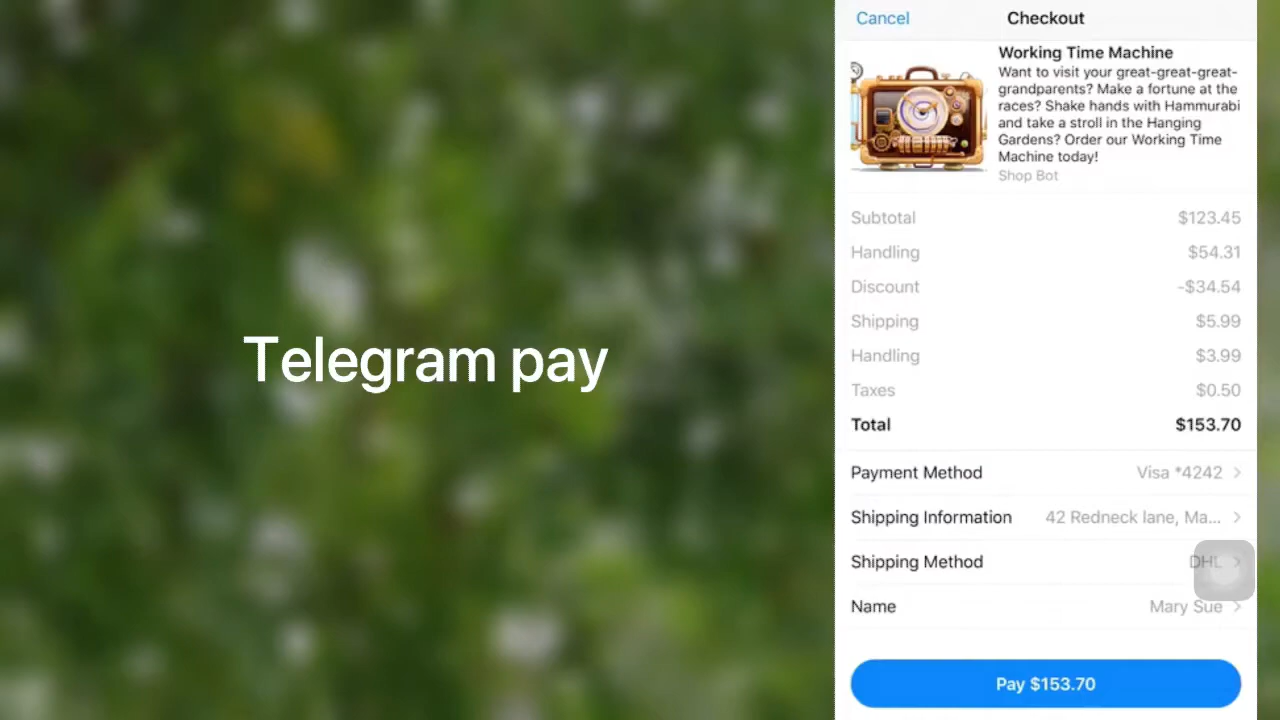 Telegram pay
Cancel
Checkout
Working Time Machine
Want to visit your great-great-great-
grandparents? Make a fortune at the
races? Shake hands with Hammurabi
and take a stroll in the Hanging
Gardens? Order our Working Time
Machine today!
Shop Bot
Subtotal $123.45
Handling $54.31
Discount -$34.54
Shipping $5.99
Handling $3.99
Taxes $0.50
Total $153.70
Payment Method Visa *4242
Shipping Information 42 Redneck lane, Ma...
Shipping Method DHL
Name Mary Sue
Pay $153.70